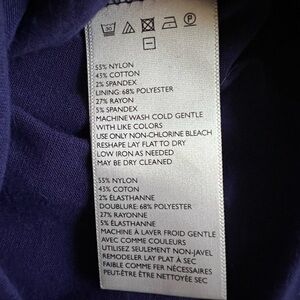 55% NYLON
43% COTTON
2% SPANDEX
LINING: 68% POLYESTER
27% RAYON
5% SPANDEX
MACHINE WASH COLD GENTLE
WITH LIKE COLORS
USE ONLY NON-CHLORINE BLEACH
RESHAPE LAY FLAT TO DRY
LOW IRON AS NEEDED
MAY BE DRY CLEANED
55% NYLON
43% COTON
2% ÉLASTHANNE
DOUBLURE: 68% POLYESTER
27% RAYONNE
5% ÉLASTHANNE
MACHINE À LAVER FROID GENTLE
AVEC COMME COULEURS
UTILISEZ SEULEMENT NON-JAVEL
REMODELER LAY PLAT À SEC
FAIBLE COMME FER NÉCESSAIRES
PEUT-ÊTRE ÊTRE NETTOYÉE SEC